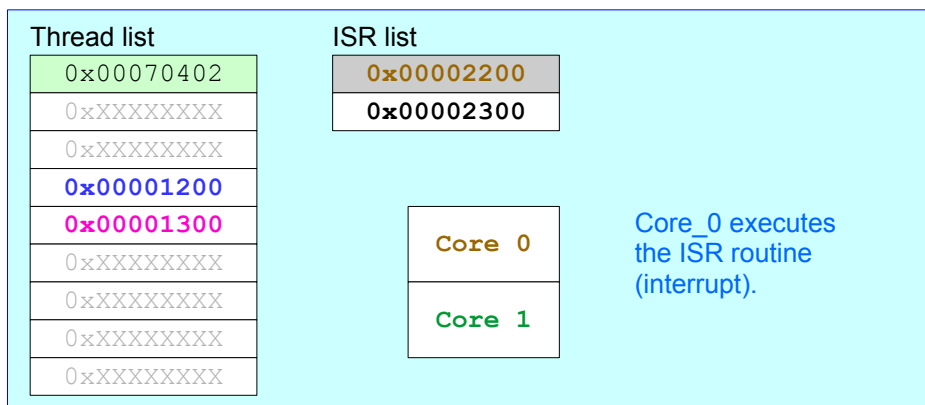 Thread list
0x00070402
0xXXXXXXXX
0xXXXXXXXX
0x00001200
0x00001300
0xXXXXXXXX
0xXXXXXXXX
0xXXXXXXXX
0xXXXXXXXX
ISR list
0x00002200
0x00002300
Core 0
Core 1
Core_0 executes
the ISR routine
(interrupt).